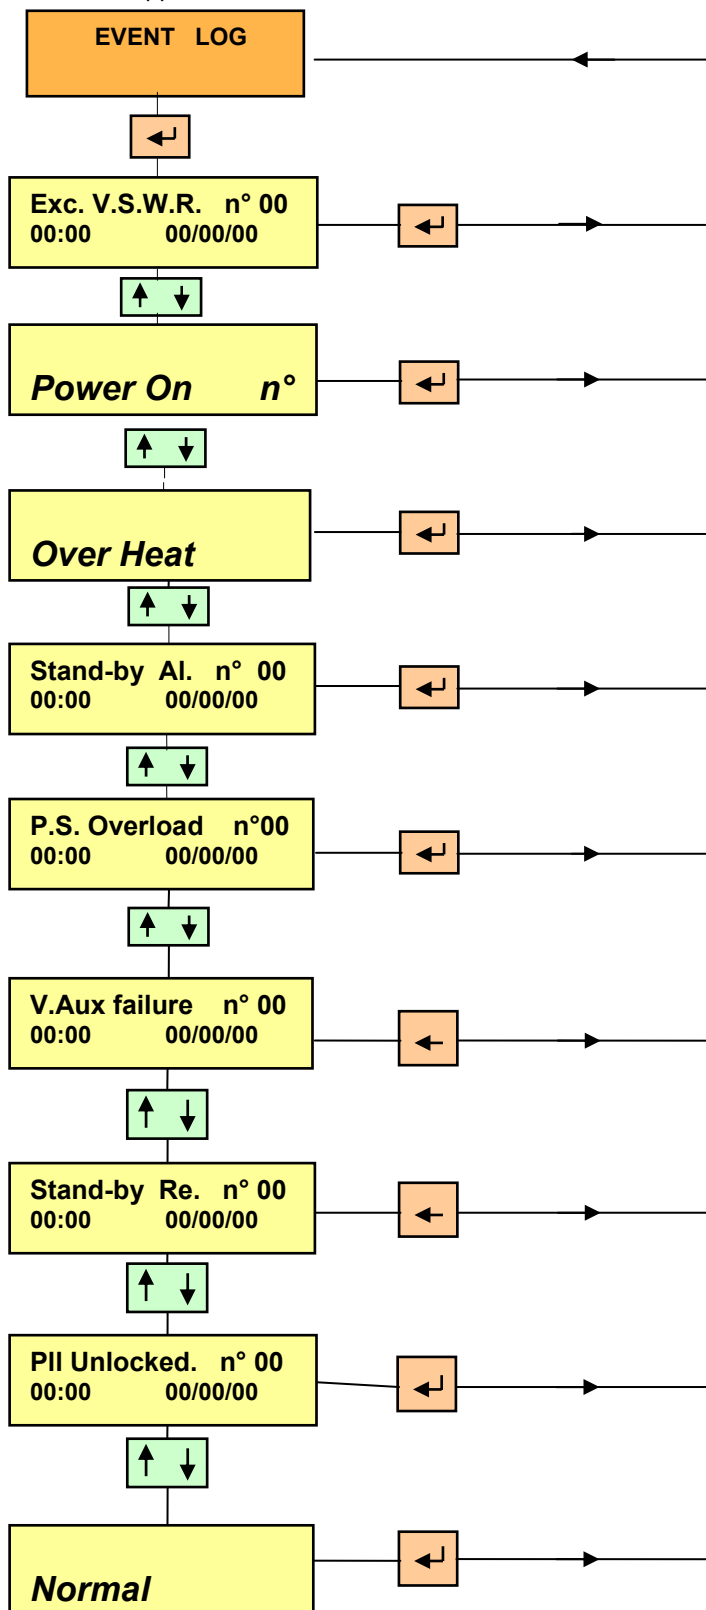 EVENT LOG
Exc. V.S.W.R. n° 00
00:00 00/00/00
Power On n°
Over Heat
Stand-by Al. n° 00
00:00 00/00/00
P.S. Overload n°00
00:00 00/00/00
V.Aux failure n° 00
00:00 00/00/00
Stand-by Re. n° 00
00:00 00/00/00
Pll Unlocked. n° 00
00:00 00/00/00
Normal